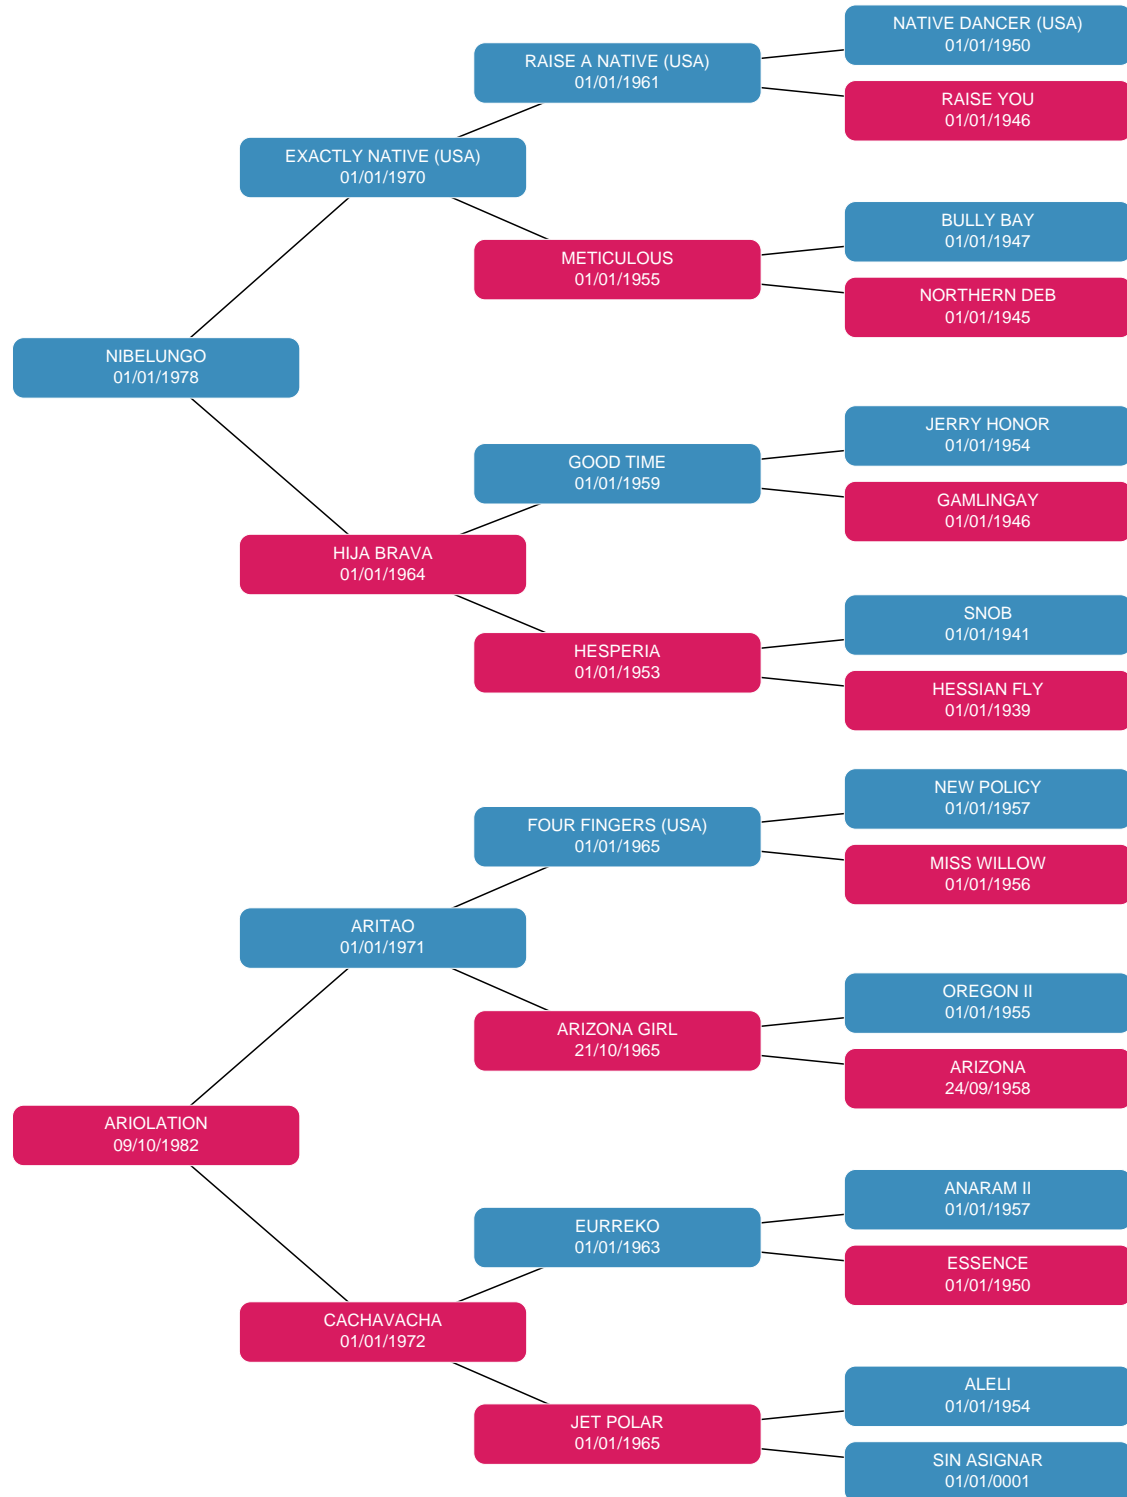 NATIVE DANCER (USA)
01/01/1950
RAISE A NATIVE (USA)
01/01/1961
RAISE YOU
01/01/1946
EXACTLY NATIVE (USA)
01/01/1970
BULLY BAY
01/01/1947
METICULOUS
01/01/1955
NORTHERN DEB
01/01/1945
NIBELUNGO
01/01/1978
JERRY HONOR
01/01/1954
GOOD TIME
01/01/1959
GAMLINGAY
01/01/1946
HIJA BRAVA
01/01/1964
SNOB
01/01/1941
HESPERIA
01/01/1953
HESSIAN FLY
01/01/1939
NEW POLICY
01/01/1957
FOUR FINGERS (USA)
01/01/1965
MISS WILLOW
01/01/1956
ARITAO
01/01/1971
OREGON II
01/01/1955
ARIZONA GIRL
21/10/1965
ARIZONA
24/09/1958
ARIOLATION
09/10/1982
ANARAM II
01/01/1957
EURREKO
01/01/1963
ESSENCE
01/01/1950
CACHAVACHA
01/01/1972
ALELI
01/01/1954
JET POLAR
01/01/1965
SIN ASIGNAR
01/01/0001